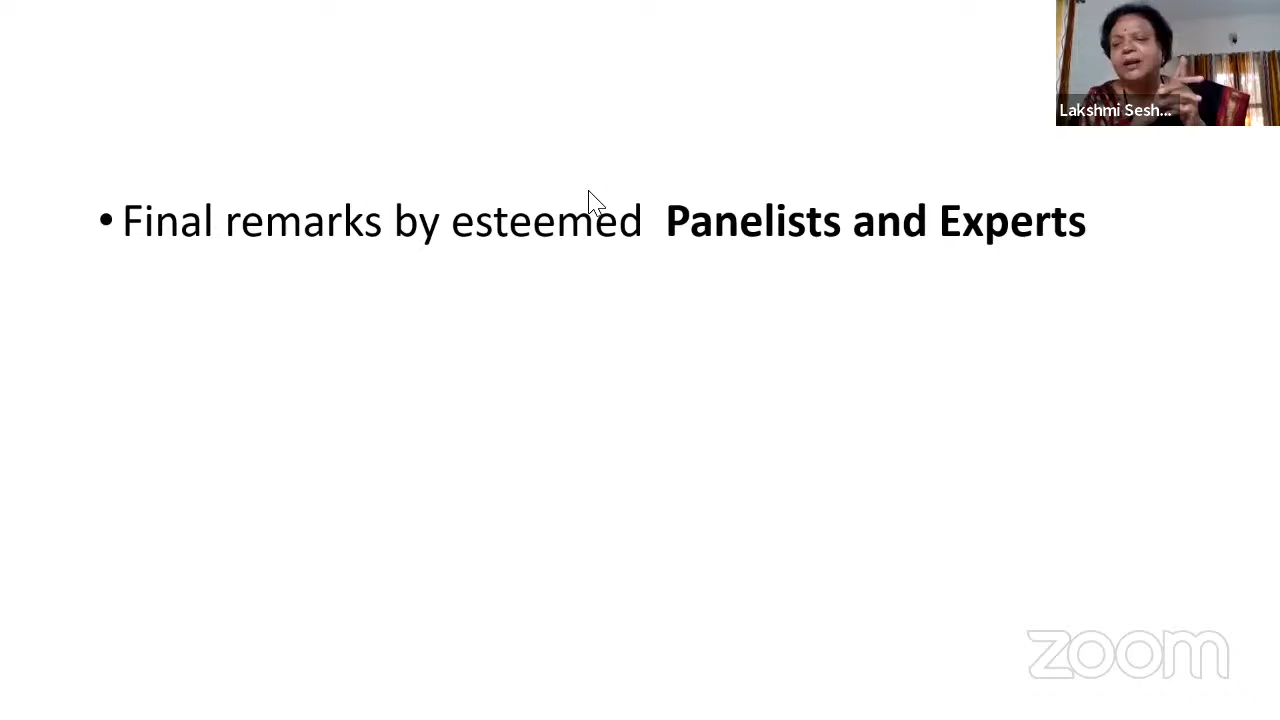 Lakshmi Sesh...
• Final remarks by esteemed Panelists and Experts
zoom